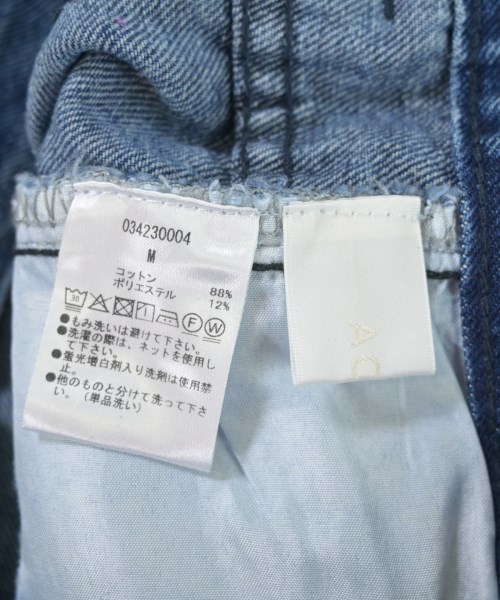 034230004
M
コットン 88%
ポリエステル 12%
30 F W
●もみ洗いは避けて下さい。
●洗濯の際は、ネットを使用し
て下さい。
●蛍光増白剤入り洗剤は使用禁
止。
●他のものと分けて洗って下さ
い。（単品洗い）